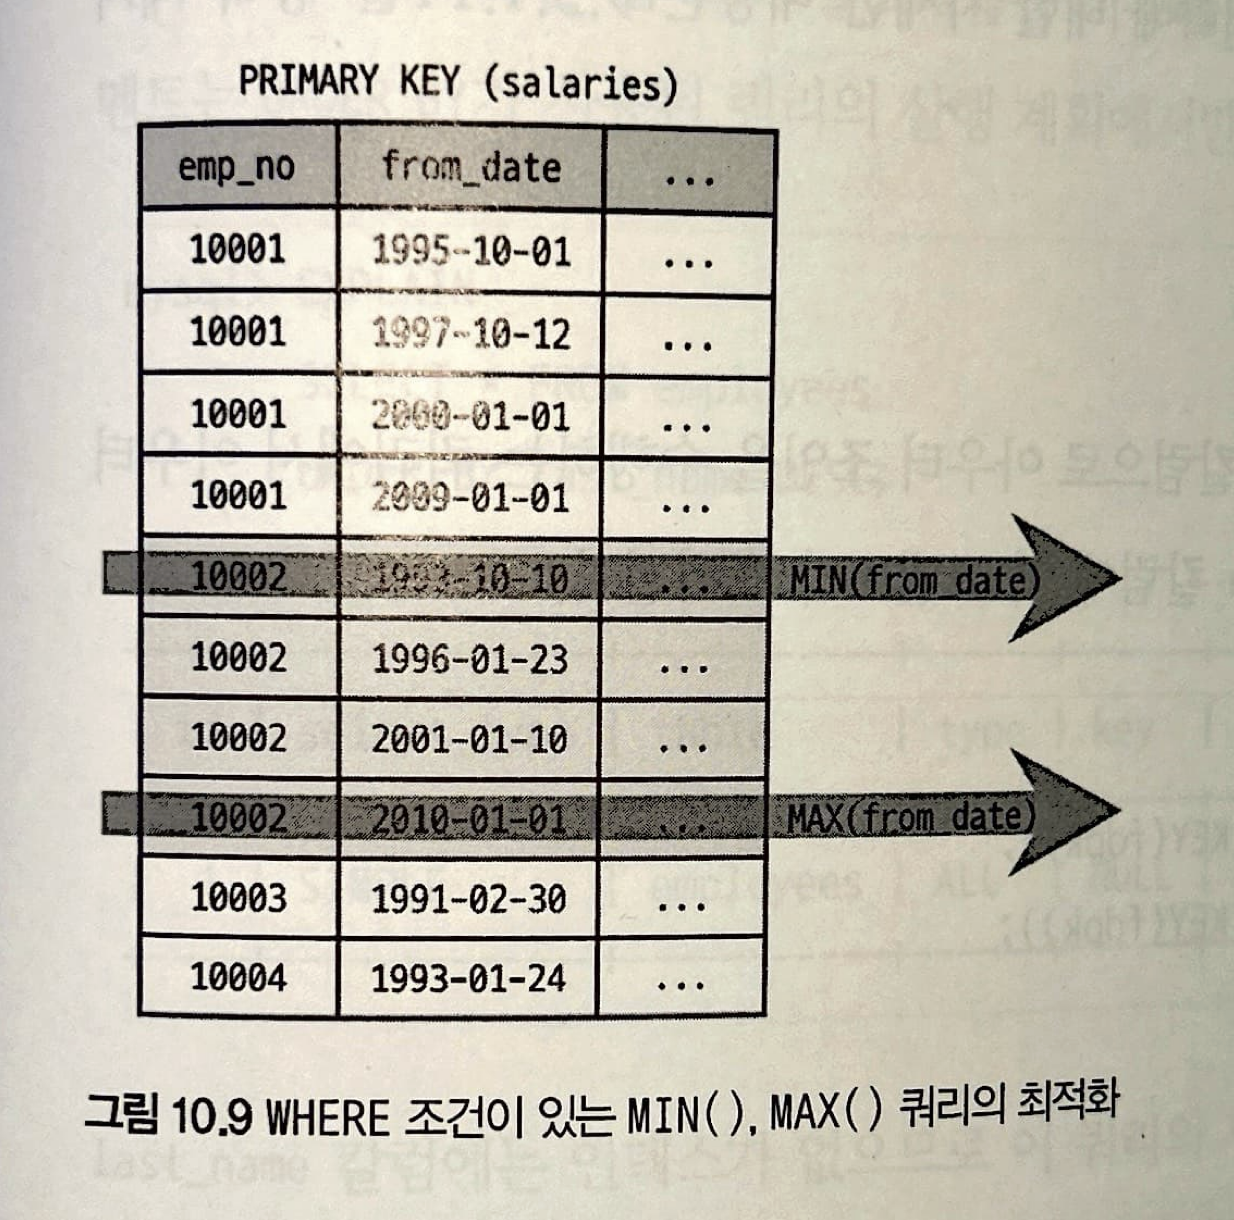 PRIMARY KEY (salaries)
emp_no from_date ...
10001 1995-10-01 ...
10001 1997-10-12 ...
10001 2000-01-01 ...
10001 2009-01-01 ...
10002 ... MIN(from_date)
10002 1996-01-23 ...
10002 2001-01-10 ...
10002 2010-01-01 ... MAX(from_date)
10003 1991-02-30 ...
10004 1993-01-24 ...
그림 10.9 WHERE 조건이 있는 MIN(), MAX() 쿼리의 최적화